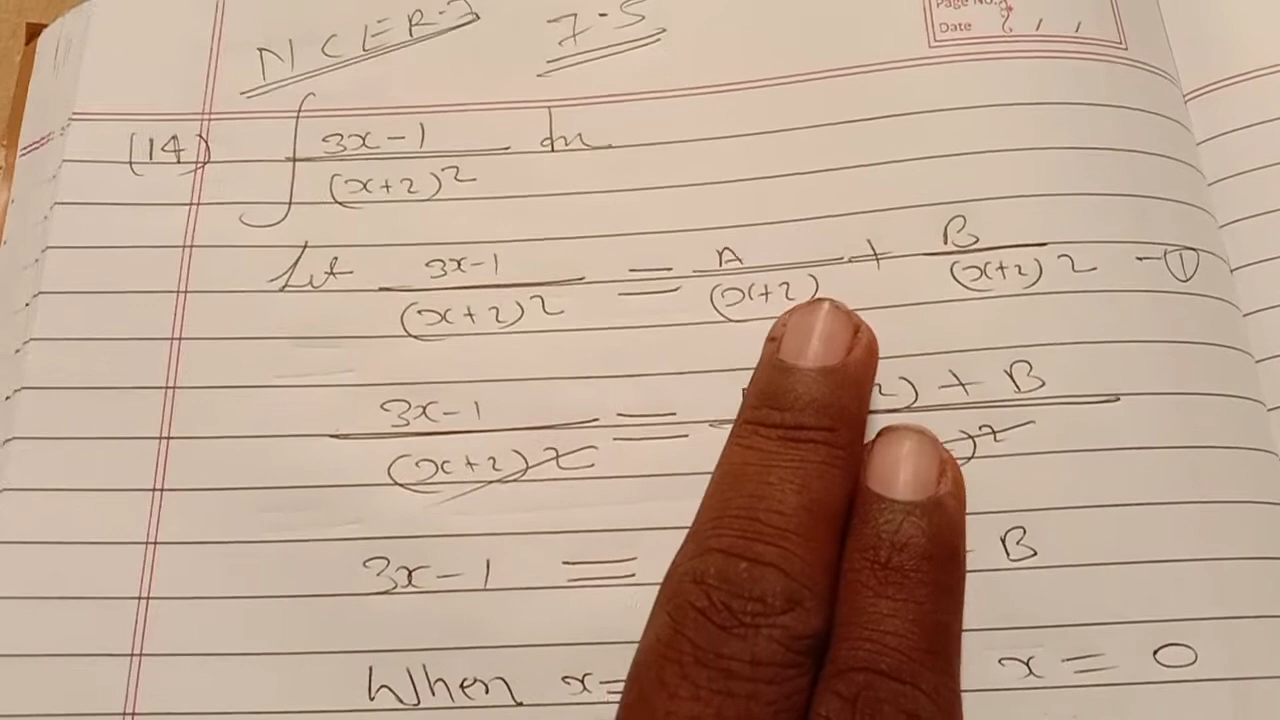 Page No.
Date / /
NCERT 7.5
(14) ∫ 3x-1 / (x+2)2 dx
Let 3x-1 / (x+2)2 = A / (x+2) + B / (x+2)2 - ①
3x-1 / (x+2)2 = 2) + B / )2
3x-1 = B
When x= x = 0